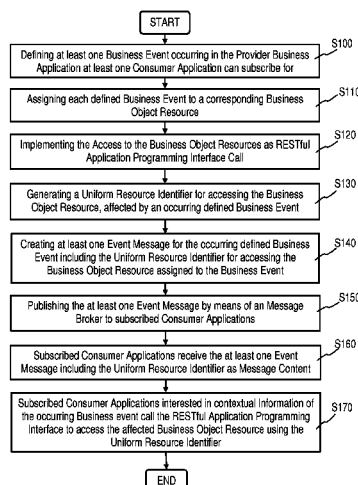 START
S100
Defining at least one Business Event occurring in the Provider Business
Application at least one Consumer Application can subscribe for
S110
Assigning each defined Business Event to a corresponding Business
Object Resource
S120
Implementing the Access to the Business Object Resources as RESTful
Application Programming Interface Call
S130
Generating a Uniform Resource Identifier for accessing the Business
Object Resource, affected by an occuring defined Business Event
S140
Creating at least one Event Message for the occurring defined Business
Event including the Uniform Resource Identifier for accessing the
Business Object Resource assigned to the Business Event
S150
Publishing the at least one Event Message by means of an Message
Broker to subscribed Consumer Applications
S160
Subscribed Consumer Applications receive the at least one Event
Message including the Uniform Resource Identifier as Message Content
S170
Subscribed Consumer Applications interested in contextual Information of
the occurring Business event call the RESTful Application Programming
Interface to access the affected Business Object Resource using the
Uniform Resource Identifier
END